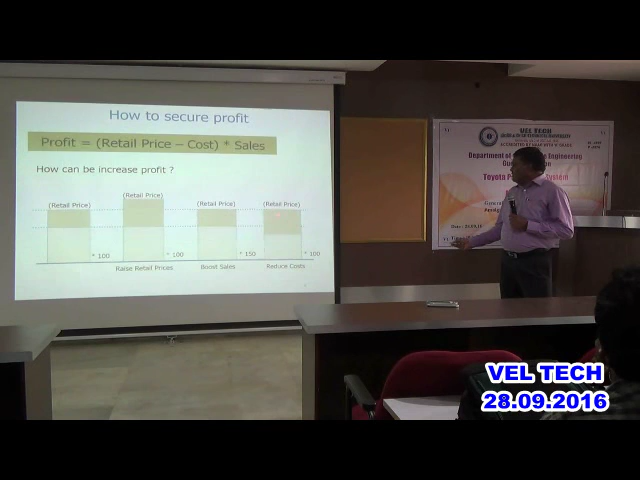 How to secure profit
Profit = (Retail Price – Cost) * Sales
How can be increase profit ?
(Retail Price)
(Retail Price)
(Retail Price)
(Retail Price)
* 100
* 100
* 150
* 100
Raise Retail Prices
Boost Sales
Reduce Costs
VEL TECH
Department of
Engineering
Toyota
System
VEL TECH
28.09.2016